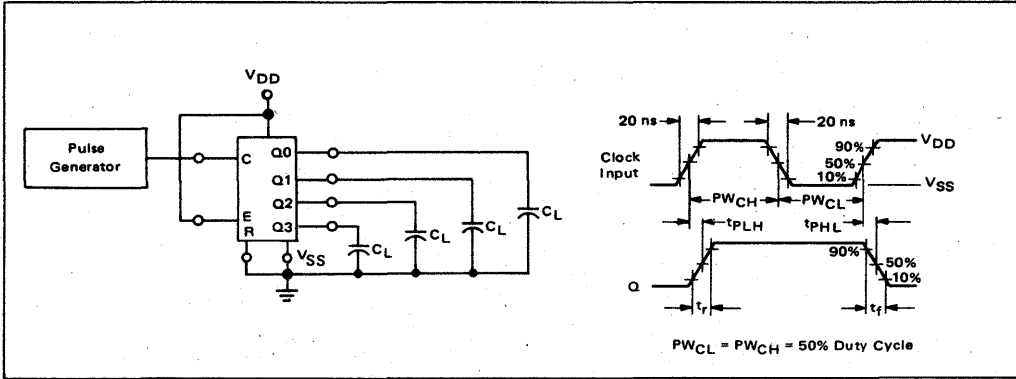 VDD
Pulse
Generator
C
E
R
Q0
Q1
Q2
Q3
VSS
CL
CL
CL
CL
20 ns
20 ns
Clock
Input
90%
50%
10%
VDD
VSS
PWCH
PWCL
tPLH
tPHL
Q
90%
50%
10%
tr
tf
PWCL = PWCH = 50% Duty Cycle